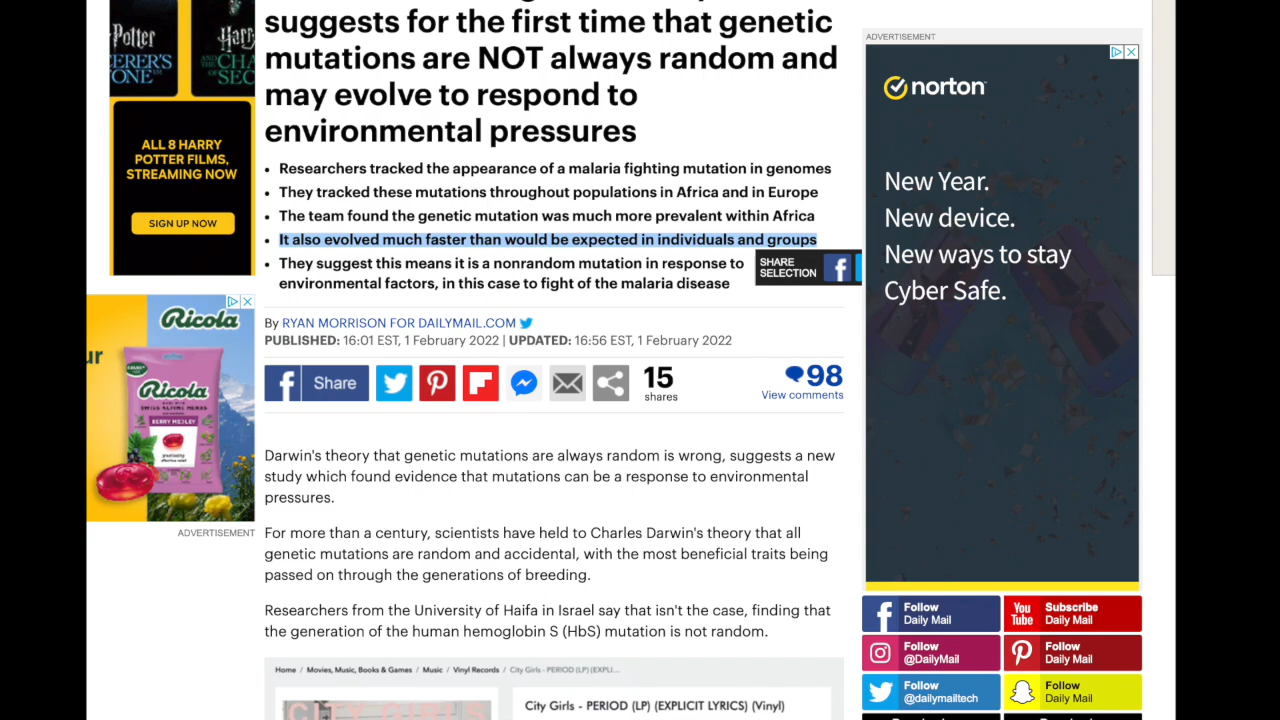 Potter
ERER'S
ONE™
Harr
AND THE
CHA
OF SEC
ALL 8 HARRY
POTTER FILMS,
STREAMING NOW
SIGN UP NOW
suggests for the first time that genetic
mutations are NOT always random and
may evolve to respond to
environmental pressures
• Researchers tracked the appearance of a malaria fighting mutation in genomes
• They tracked these mutations throughout populations in Africa and in Europe
• The team found the genetic mutation was much more prevalent within Africa
• It also evolved much faster than would be expected in individuals and groups
• They suggest this means it is a nonrandom mutation in response to
environmental factors, in this case to fight of the malaria disease
SHARE
SELECTION
By RYAN MORRISON FOR DAILYMAIL.COM
PUBLISHED: 16:01 EST, 1 February 2022 | UPDATED: 16:56 EST, 1 February 2022
Share
15
shares
98
View comments
Ricola
ur
Ricola
BERRY MEDLEY
ADVERTISEMENT
Darwin's theory that genetic mutations are always random is wrong, suggests a new
study which found evidence that mutations can be a response to environmental
pressures.
For more than a century, scientists have held to Charles Darwin's theory that all
genetic mutations are random and accidental, with the most beneficial traits being
passed on through the generations of breeding.
Researchers from the University of Haifa in Israel say that isn't the case, finding that
the generation of the human hemoglobin S (HbS) mutation is not random.
Home / Movies, Music, Books & Games / Music / Vinyl Records / City Girls - PERIOD (LP) (EXPLI...
CITY GIRLS
City Girls - PERIOD (LP) (EXPLICIT LYRICS) (Vinyl)
ADVERTISEMENT
norton
New Year.
New device.
New ways to stay
Cyber Safe.
Follow
Daily Mail
You
Tube
Subscribe
Daily Mail
Follow
@DailyMail
Follow
Daily Mail
Follow
@dailymailtech
Follow
Daily Mail